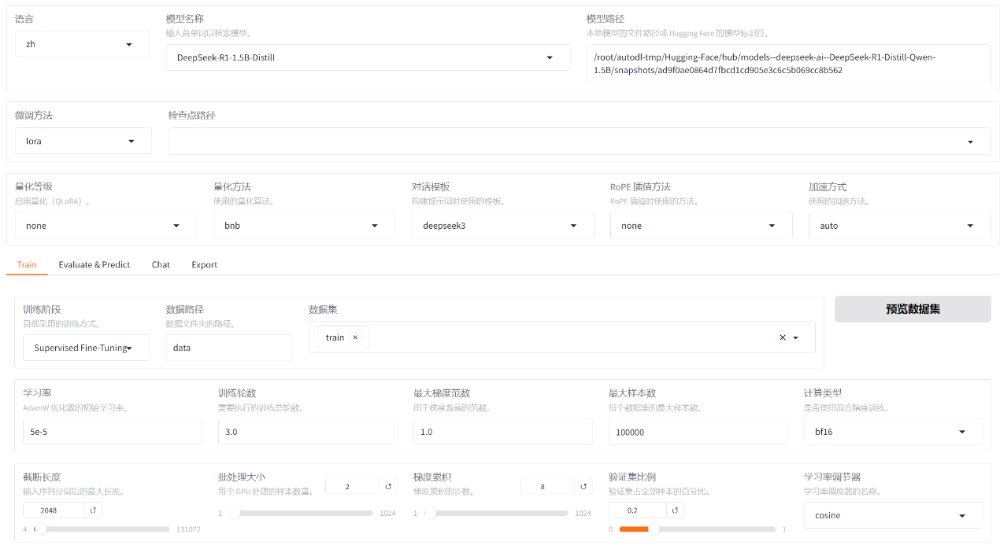 语言
zh
模型名称
输入首单词以检索模型。
DeepSeek-R1-1.5B-Distill
模型路径
本地模型的文件路径或 Hugging Face 的模型标识符。
/root/autodl-tmp/Hugging-Face/hub/models--deepseek-ai--DeepSeek-R1-Distill-Qwen-
1.5B/snapshots/ad9f0ae0864d7fbcd1cd905e3c6c5b069cc8b562
微调方法
lora
检查点路径
量化等级
启用量化（QLoRA）。
none
量化方法
使用的量化算法。
bnb
对话模板
构建提示词时使用的模板。
deepseek3
RoPE 插值方法
RoPE 插值时使用的方法。
none
加速方式
使用的加速方法。
auto
Train Evaluate & Predict Chat Export
训练阶段
目前采用的训练方式。
Supervised Fine-Tuning
数据路径
数据文件夹的路径。
data
数据集
train
预览数据集
学习率
AdamW 优化器的初始学习率。
5e-5
训练轮数
需要执行的训练总轮数。
3.0
最大梯度范数
用于梯度裁剪的范数。
1.0
最大样本数
每个数据集的最大样本数。
100000
计算类型
是否使用混合精度训练。
bf16
截断长度
输入序列分词后的最大长度。
2048
4 131072
批处理大小
每个 GPU 处理的样本数量。
2
1 1024
梯度累积
梯度累积的步数。
8
1 1024
验证集比例
验证集占全部样本的百分比。
0.2
0 1
学习率调节器
学习率调度器的名称。
cosine